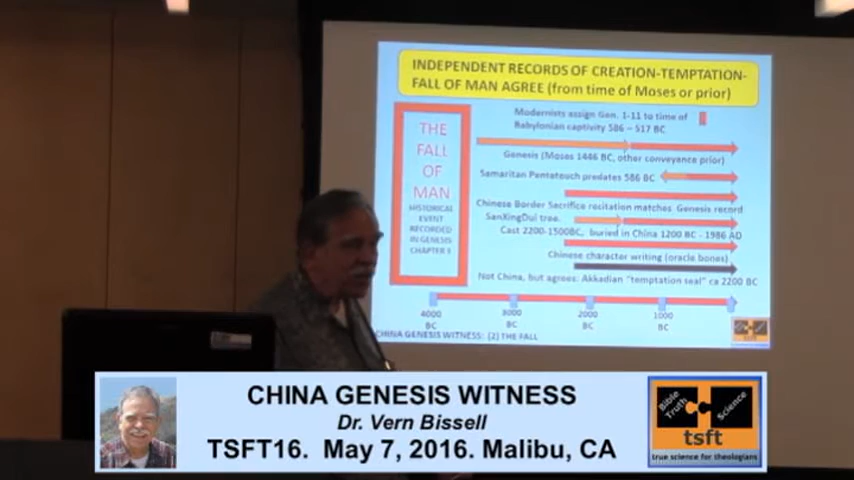 INDEPENDENT RECORDS OF CREATION-TEMPTATION-
FALL OF MAN AGREE (from time of Moses or prior)
Modernists assign Gen. 1-11 to time of
Babylonian captivity 586 – 517 BC
THE
FALL
OF
MAN
HISTORICAL
EVENT
RECORDED
IN GENESIS
CHAPTER 3
Genesis (Moses 1446 BC, other conveyance prior)
Samaritan Pentateuch predates 586 BC
Chinese Border Sacrifice recitation matches Genesis record
SanXingDui tree.
Cast 2200-1500BC, buried in China 1200 BC - 1986 AD
Chinese character writing (oracle bones)
Not China, but agrees: Akkadian "temptation seal" ca 2200 BC
4000 BC
3000 BC
2000 BC
1000 BC
CHINA GENESIS WITNESS: (2) THE FALL
CHINA GENESIS WITNESS
Dr. Vern Bissell
TSFT16. May 7, 2016. Malibu, CA
Bible Truth
Science
tsft
true science for theologians